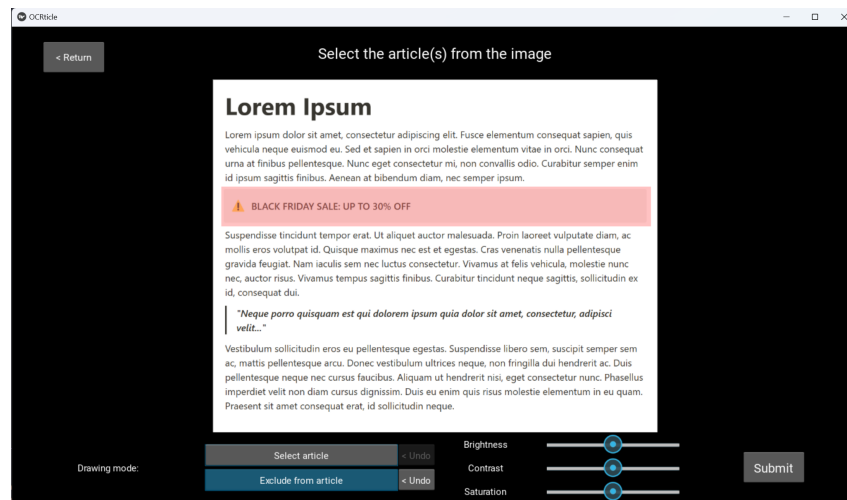 OCRticle
< Return
Select the article(s) from the image
Lorem Ipsum
Lorem ipsum dolor sit amet, consectetur adipiscing elit. Fusce elementum consequat sapien, quis
vehicula neque euismod eu. Sed et sapien in orci molestie elementum vitae in orci. Nunc consequat
urna at finibus pellentesque. Nunc eget consectetur mi, non convallis odio. Curabitur semper enim
id ipsum sagittis finibus. Aenean at bibendum diam, nec semper ipsum.
BLACK FRIDAY SALE: UP TO 30% OFF
Suspendisse tincidunt tempor erat. Ut aliquet auctor malesuada. Proin laoreet vulputate diam, ac
mollis eros volutpat id. Quisque maximus nec est et egestas. Cras venenatis nulla pellentesque
gravida feugiat. Nam iaculis sem nec luctus consectetur. Vivamus at felis vehicula, molestie nunc
nec, auctor risus. Vivamus tempus sagittis finibus. Curabitur tincidunt neque sagittis, sollicitudin ex
id, consequat dui.
"Neque porro quisquam est qui dolorem ipsum quia dolor sit amet, consectetur, adipisci
velit..."
Vestibulum sollicitudin eros eu pellentesque egestas. Suspendisse libero sem, suscipit semper sem
ac, mattis pellentesque arcu. Donec vestibulum ultrices neque, non fringilla dui hendrerit ac. Duis
pellentesque neque nec cursus faucibus. Aliquam ut hendrerit nisi, eget consectetur nunc. Phasellus
imperdiet velit non diam cursus dignissim. Duis eu enim quis risus molestie elementum in eu quam.
Praesent sit amet consequat erat, id sollicitudin neque.
Drawing mode:
Select article
< Undo
Exclude from article
< Undo
Brightness
Contrast
Saturation
Submit